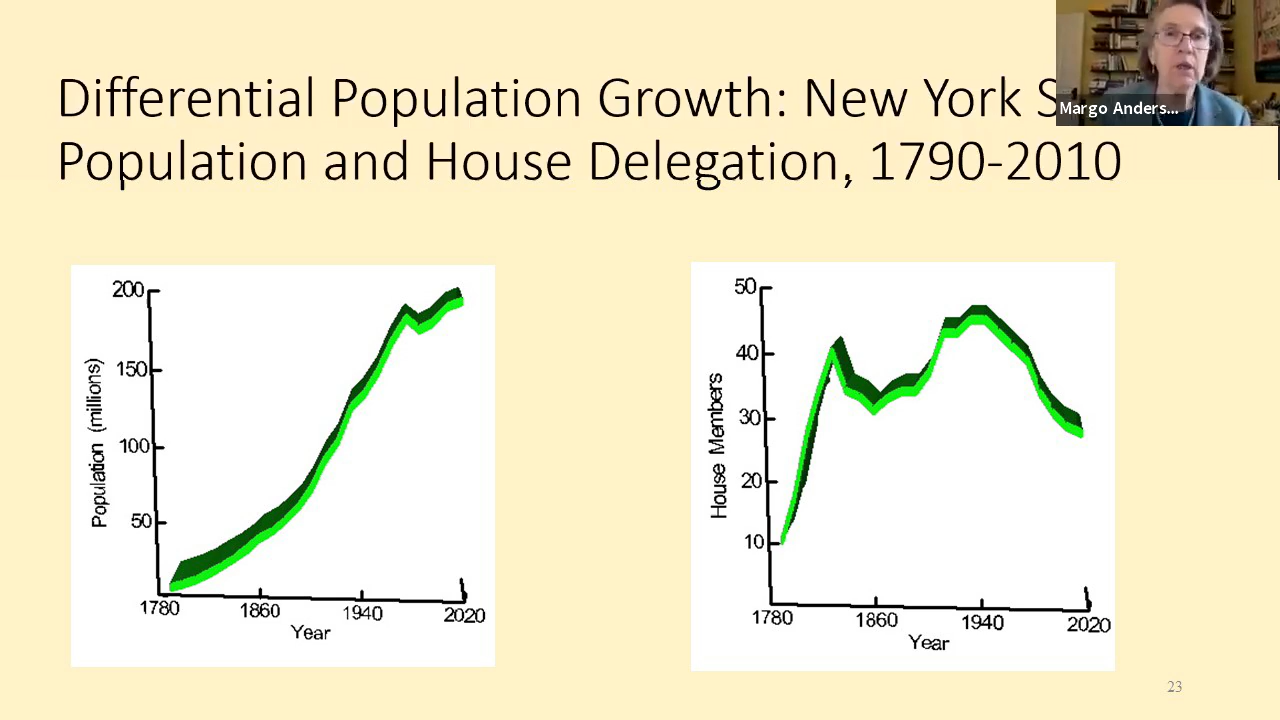 Differential Population Growth: New York S
Population and House Delegation, 1790-2010
Margo Anders...
200
150
100
50
Population (millions)
1780
1860
1940
2020
Year
50
40
30
20
10
House Members
1780
1860
1940
2020
Year
23